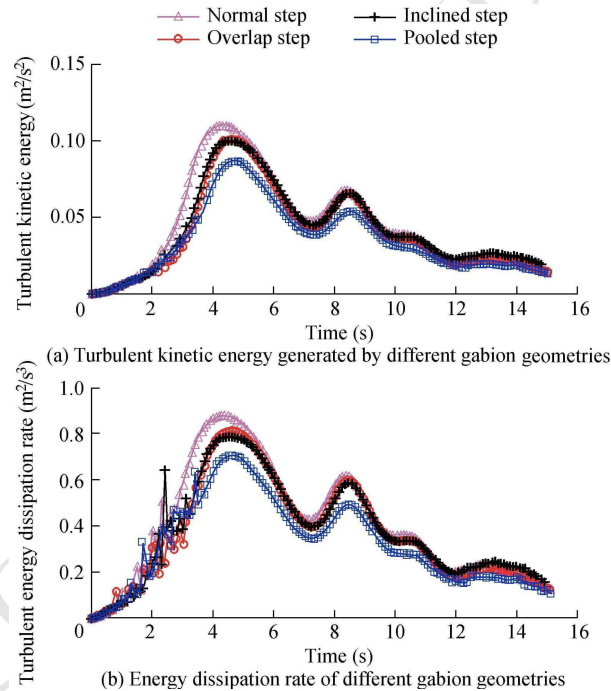 Normal step
Inclined step
Overlap step
Pooled step
Turbulent kinetic energy (m²/s²)
0.15
0.10
0.05
0
2
4
6
8
10
12
14
16
Time (s)
(a) Turbulent kinetic energy generated by different gabion geometries
Turbulent energy dissipation rate (m²/s³)
1.0
0.8
0.6
0.4
0.2
0
2
4
6
8
10
12
14
16
Time (s)
(b) Energy dissipation rate of different gabion geometries